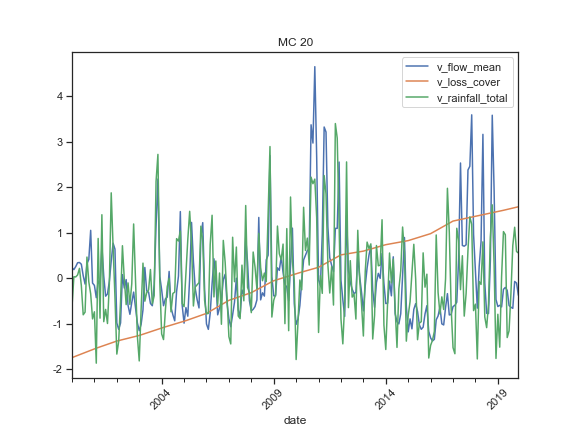 MC 20
v_flow_mean
v_loss_cover
v_rainfall_total
4
3
2
1
0
-1
-2
2004
2009
2014
2019
date